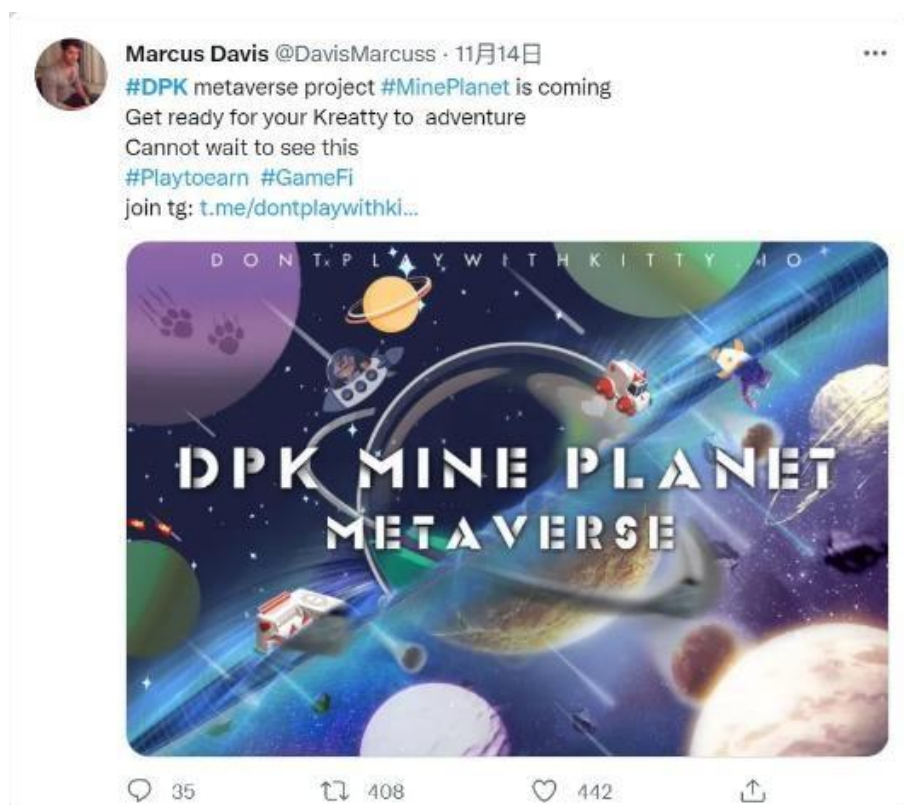 Marcus Davis @DavisMarcuss · 11月14日
#DPK metaverse project #MinePlanet is coming
Get ready for your Kreatty to adventure
Cannot wait to see this
#Playtoearn #GameFi
join tg: t.me/dontplaywithki...
DONTPLAYWITHKITTY.IO
DPK MINE PLANET
METAVERSE
35 408 442